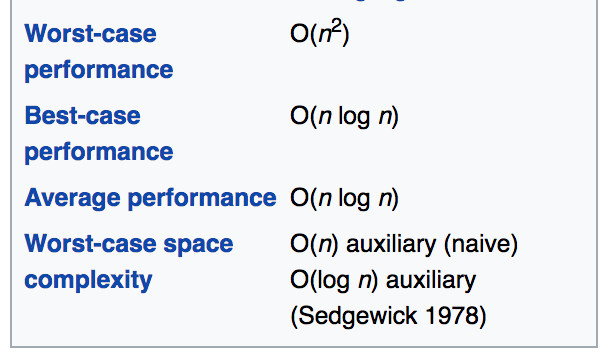 Worst-case performance O(n²)
Best-case performance O(n log n)
Average performance O(n log n)
Worst-case space complexity O(n) auxiliary (naive)
O(log n) auxiliary
(Sedgewick 1978)